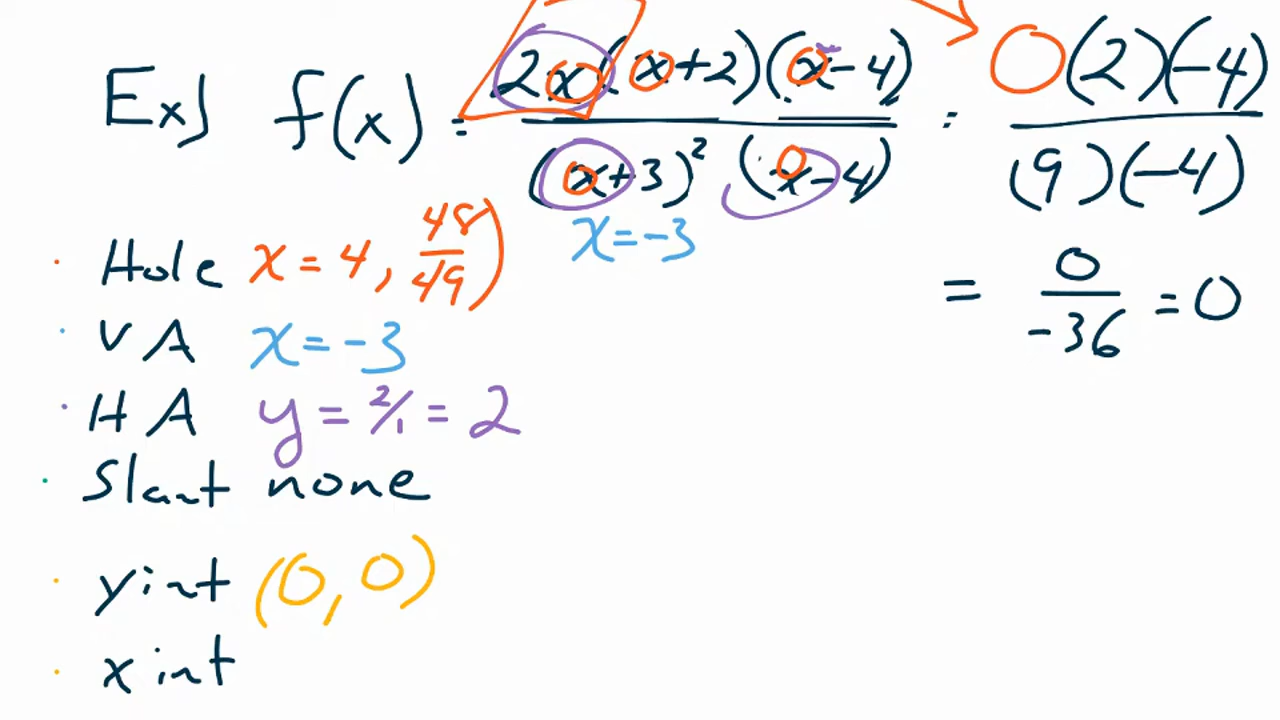 Ex) f(x) = 2x(x+2)(x-4) / (x+3)² (x-4) = 0(2)(-4) / (9)(-4)
x = -3
= 0 / -36 = 0
Hole x = 4, 48/49)
VA x = -3
HA y = 2/1 = 2
Slant none
yint (0, 0)
x int